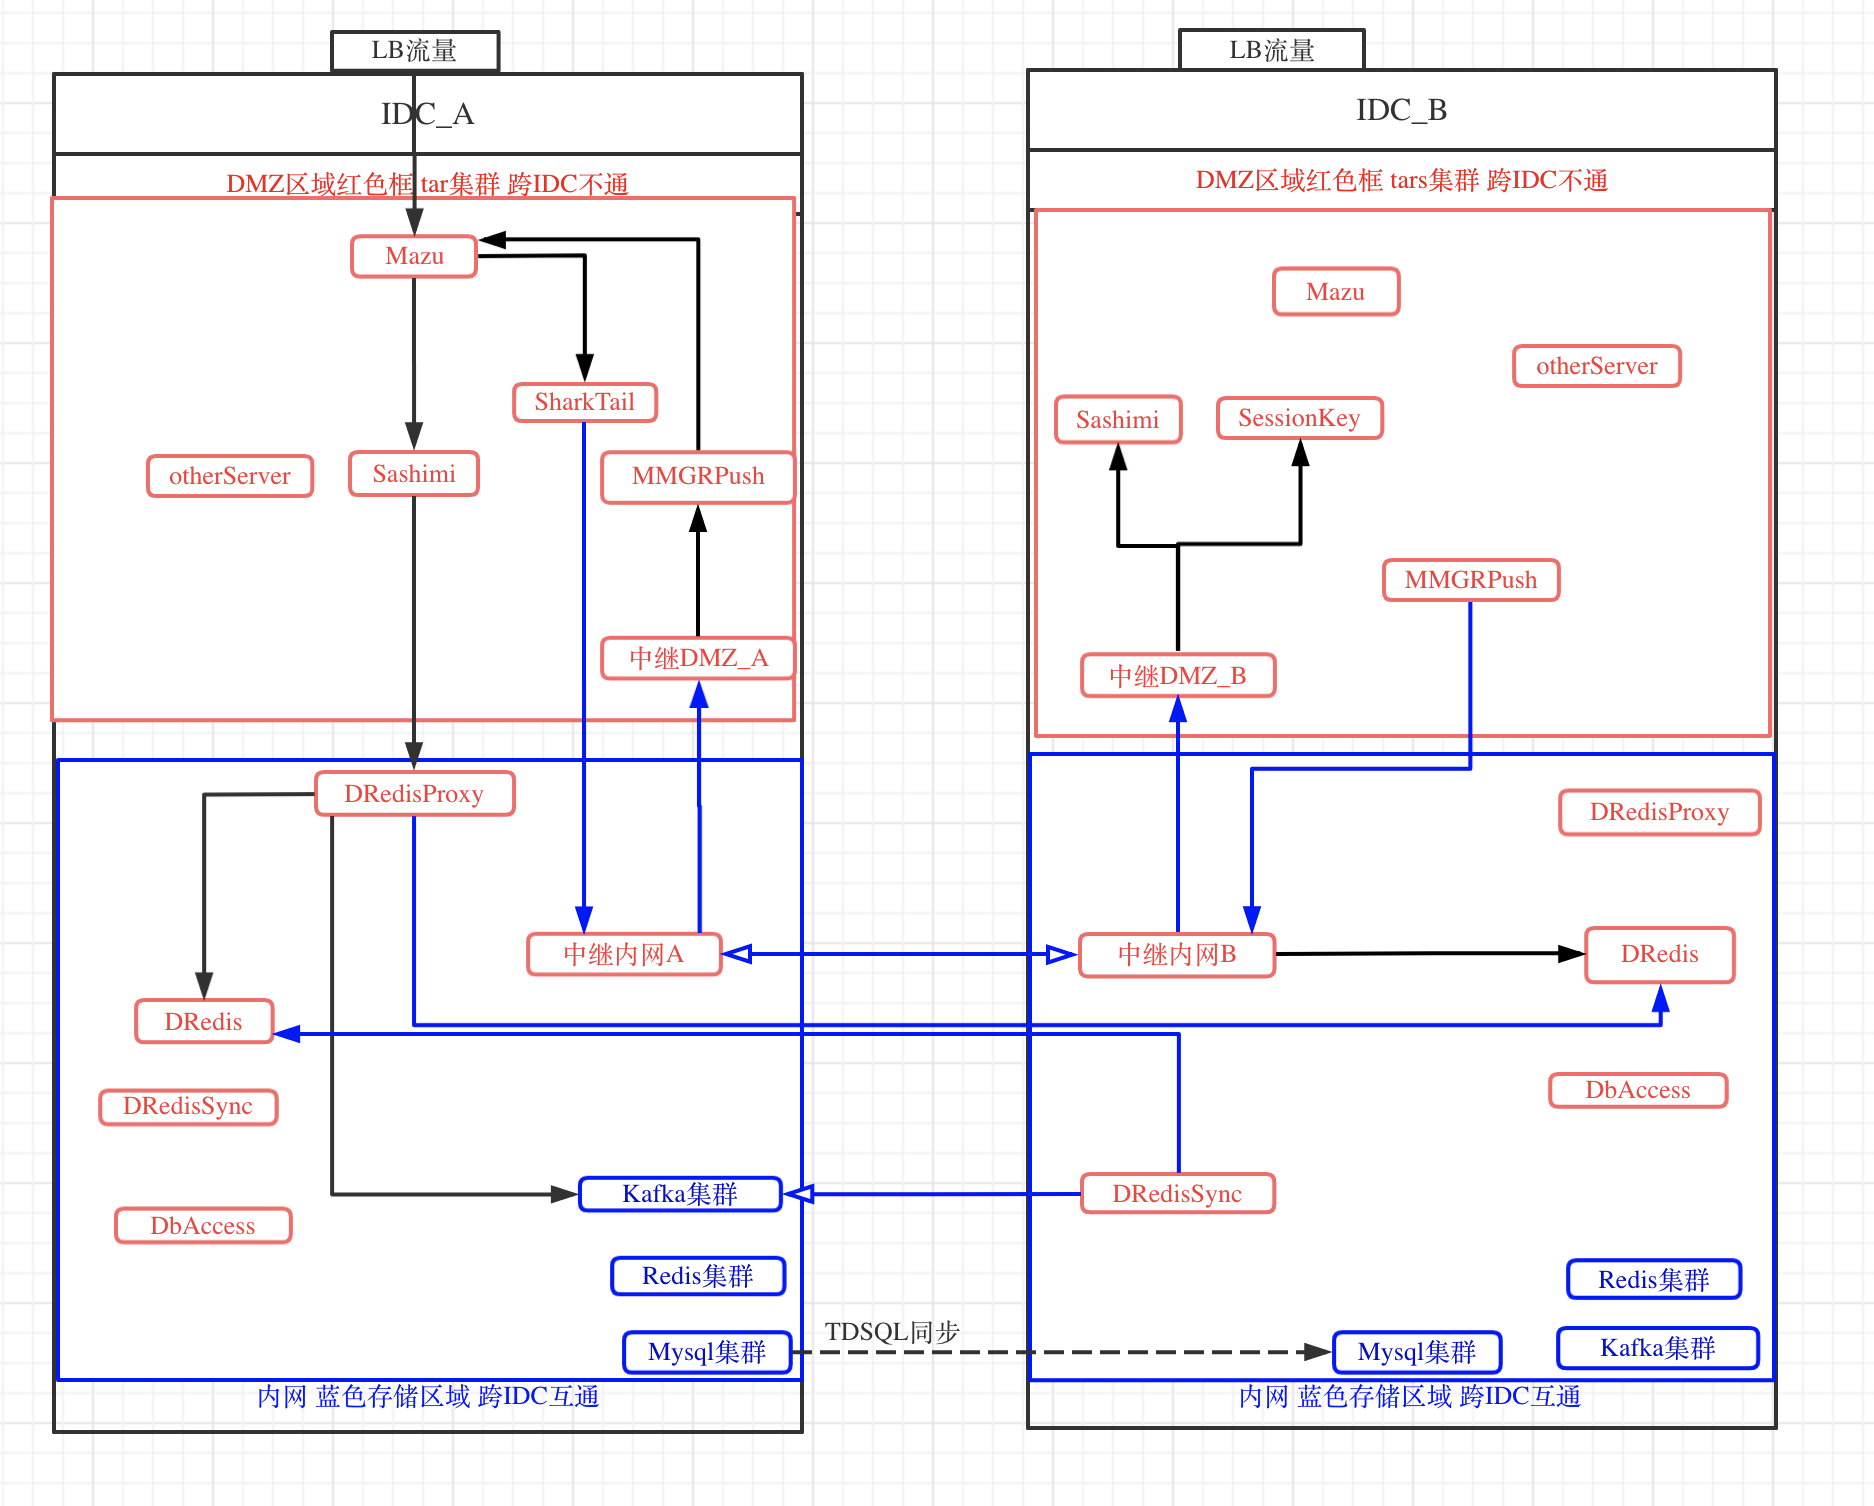 LB流量
IDC_A
DMZ区域红色框 tar集群 跨IDC不通
Mazu
SharkTail
otherServer
Sashimi
MMGRPush
中继DMZ_A
DRedisProxy
中继内网A
DRedis
DRedisSync
Kafka集群
DbAccess
Redis集群
Mysql集群
内网 蓝色存储区域 跨IDC互通
TDSQL同步
LB流量
IDC_B
DMZ区域红色框 tars集群 跨IDC不通
Mazu
otherServer
Sashimi
SessionKey
MMGRPush
中继DMZ_B
DRedisProxy
中继内网B
DRedis
DbAccess
DRedisSync
Redis集群
Mysql集群
Kafka集群
内网 蓝色存储区域 跨IDC互通